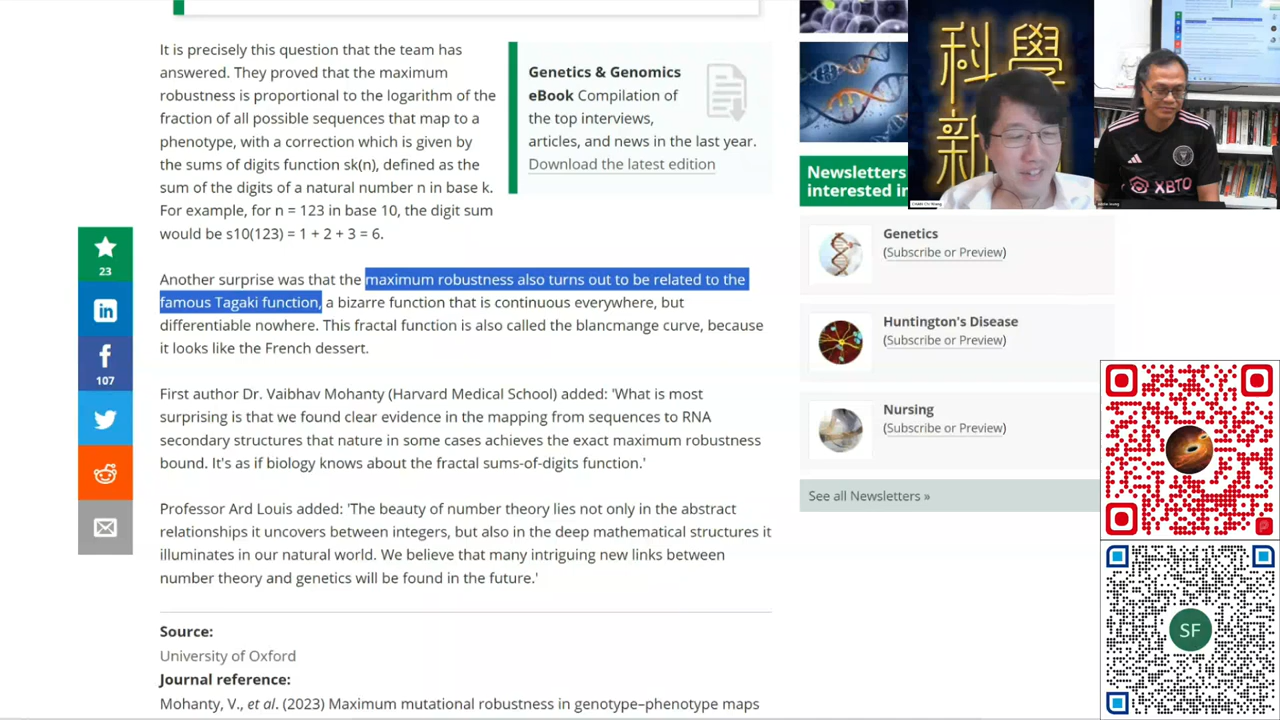 It is precisely this question that the team has
answered. They proved that the maximum
robustness is proportional to the logarithm of the
fraction of all possible sequences that map to a
phenotype, with a correction which is given by
the sums of digits function sk(n), defined as the
sum of the digits of a natural number n in base k.
For example, for n = 123 in base 10, the digit sum
would be s10(123) = 1 + 2 + 3 = 6.
Genetics & Genomics
eBook Compilation of
the top interviews,
articles, and news in the last year.
Download the latest edition
Another surprise was that the maximum robustness also turns out to be related to the
famous Tagaki function, a bizarre function that is continuous everywhere, but
differentiable nowhere. This fractal function is also called the blancmange curve, because
it looks like the French dessert.
First author Dr. Vaibhav Mohanty (Harvard Medical School) added: 'What is most
surprising is that we found clear evidence in the mapping from sequences to RNA
secondary structures that nature in some cases achieves the exact maximum robustness
bound. It's as if biology knows about the fractal sums-of-digits function.'
Professor Ard Louis added: 'The beauty of number theory lies not only in the abstract
relationships it uncovers between integers, but also in the deep mathematical structures it
illuminates in our natural world. We believe that many intriguing new links between
number theory and genetics will be found in the future.'
Source:
University of Oxford
Journal reference:
Mohanty, V., et al. (2023) Maximum mutational robustness in genotype–phenotype maps
23
in
f
107
Newsletters
interested in
Genetics
(Subscribe or Preview)
Huntington's Disease
(Subscribe or Preview)
Nursing
(Subscribe or Preview)
See all Newsletters »
科學
新
XBTO
SF